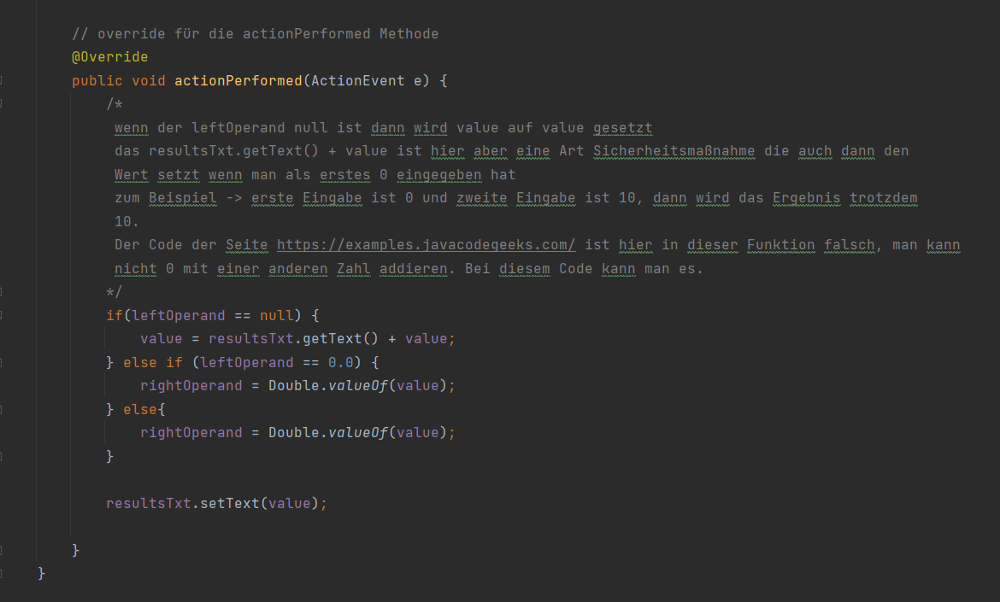 // override für die actionPerformed Methode
@Override
public void actionPerformed(ActionEvent e) {
/*
wenn der leftOperand null ist dann wird value auf value gesetzt
das resultsTxt.getText() + value ist hier aber eine Art Sicherheitsmaßnahme die auch dann den
Wert setzt wenn man als erstes 0 eingegeben hat
zum Beispiel -> erste Eingabe ist 0 und zweite Eingabe ist 10, dann wird das Ergebnis trotzdem
10.
Der Code der Seite https://examples.javacodegeeks.com/ ist hier in dieser Funktion falsch, man kann
nicht 0 mit einer anderen Zahl addieren. Bei diesem Code kann man es.
*/
if(leftOperand == null) {
value = resultsTxt.getText() + value;
} else if (leftOperand == 0.0) {
rightOperand = Double.valueOf(value);
} else{
rightOperand = Double.valueOf(value);
}
resultsTxt.setText(value);
}
}